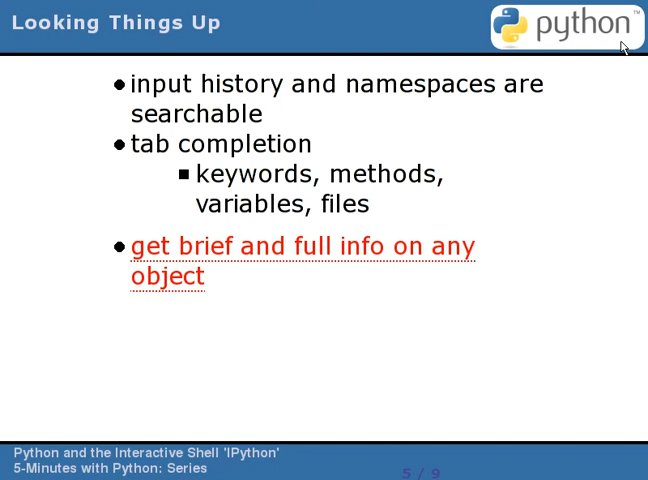 Looking Things Up
python™
input history and namespaces are
searchable
tab completion
keywords, methods,
variables, files
get brief and full info on any
object
Python and the Interactive Shell 'IPython'
5-Minutes with Python: Series
5 / 9